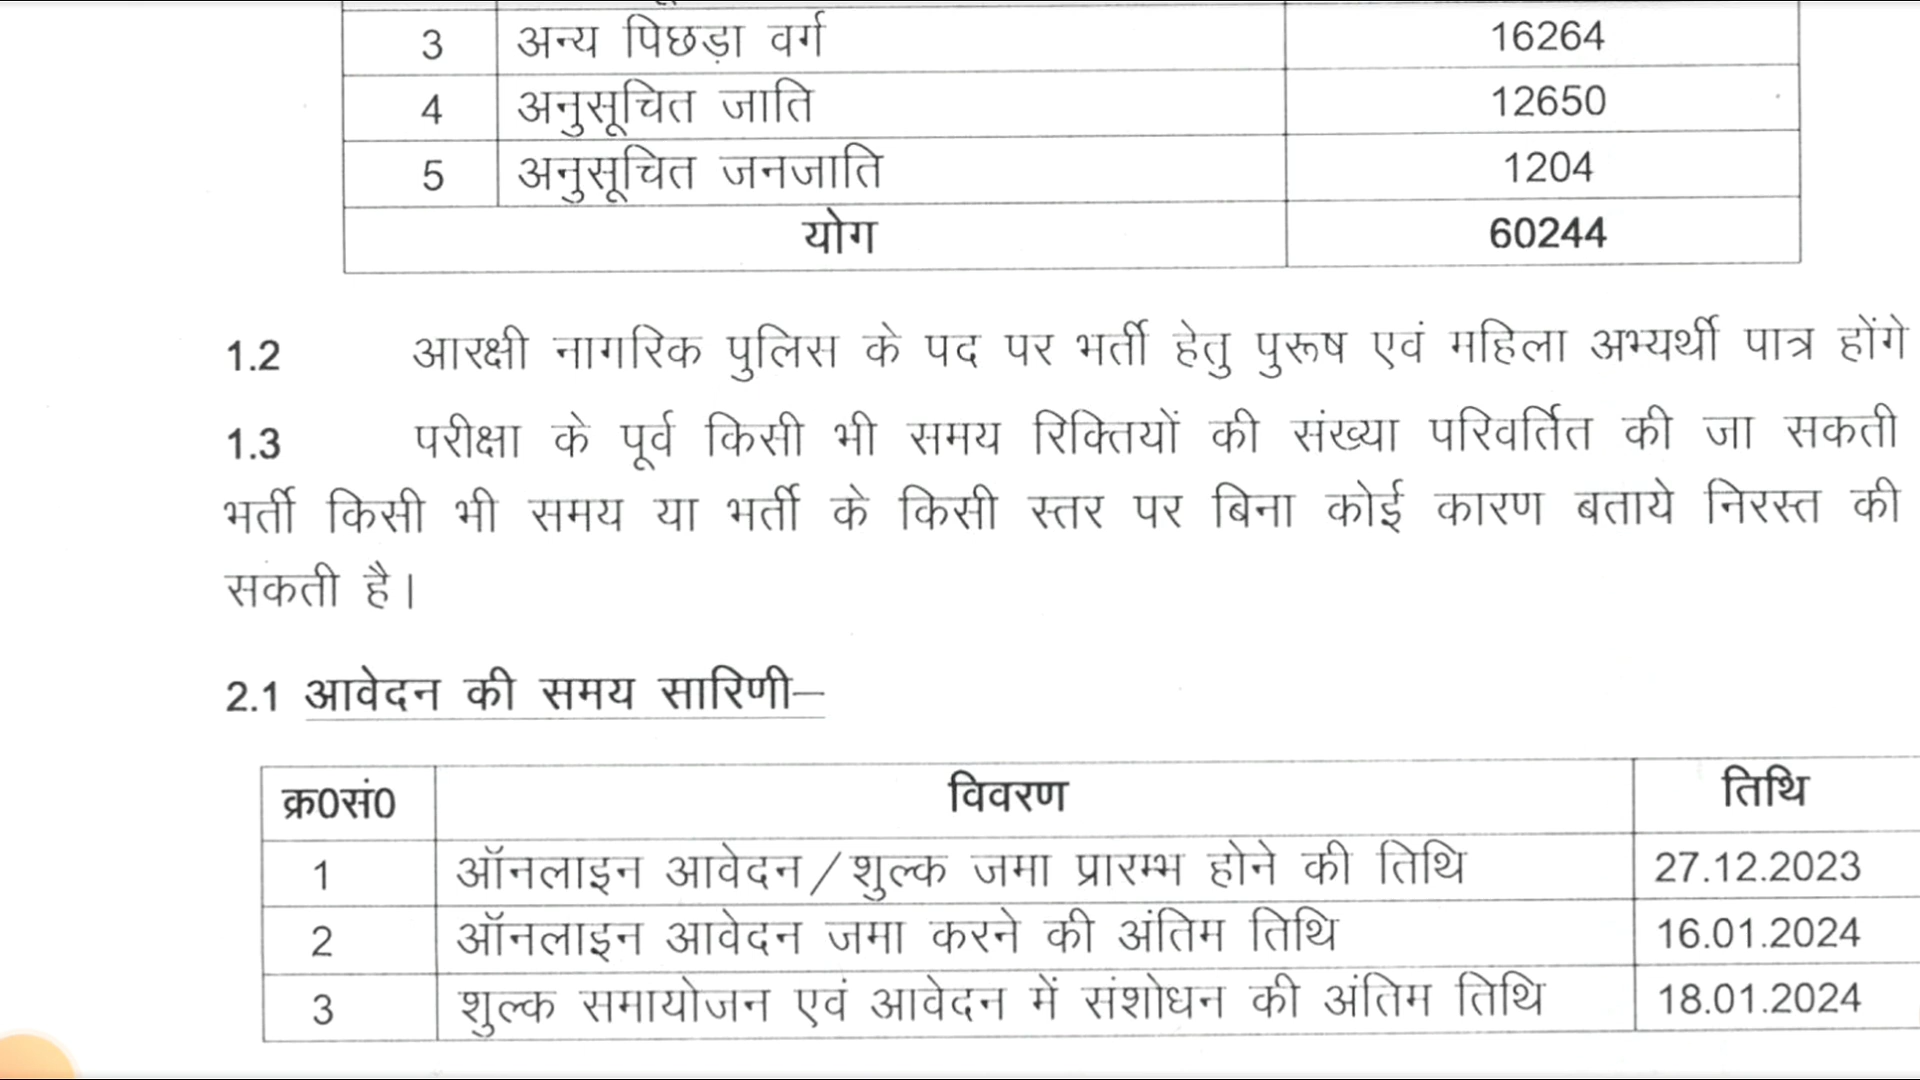 3 अन्य पिछड़ा वर्ग 16264
4 अनुसूचित जाति 12650
5 अनुसूचित जनजाति 1204
योग 60244
1.2 आरक्षी नागरिक पुलिस के पद पर भर्ती हेतु पुरूष एवं महिला अभ्यर्थी पात्र होंगे
1.3 परीक्षा के पूर्व किसी भी समय रिक्तियों की संख्या परिवर्तित की जा सकती
भर्ती किसी भी समय या भर्ती के किसी स्तर पर बिना कोई कारण बताये निरस्त की
सकती है।
2.1 आवेदन की समय सारिणी–
क्र0सं0 विवरण तिथि
1 ऑनलाइन आवेदन/शुल्क जमा प्रारम्भ होने की तिथि 27.12.2023
2 ऑनलाइन आवेदन जमा करने की अंतिम तिथि 16.01.2024
3 शुल्क समायोजन एवं आवेदन में संशोधन की अंतिम तिथि 18.01.2024